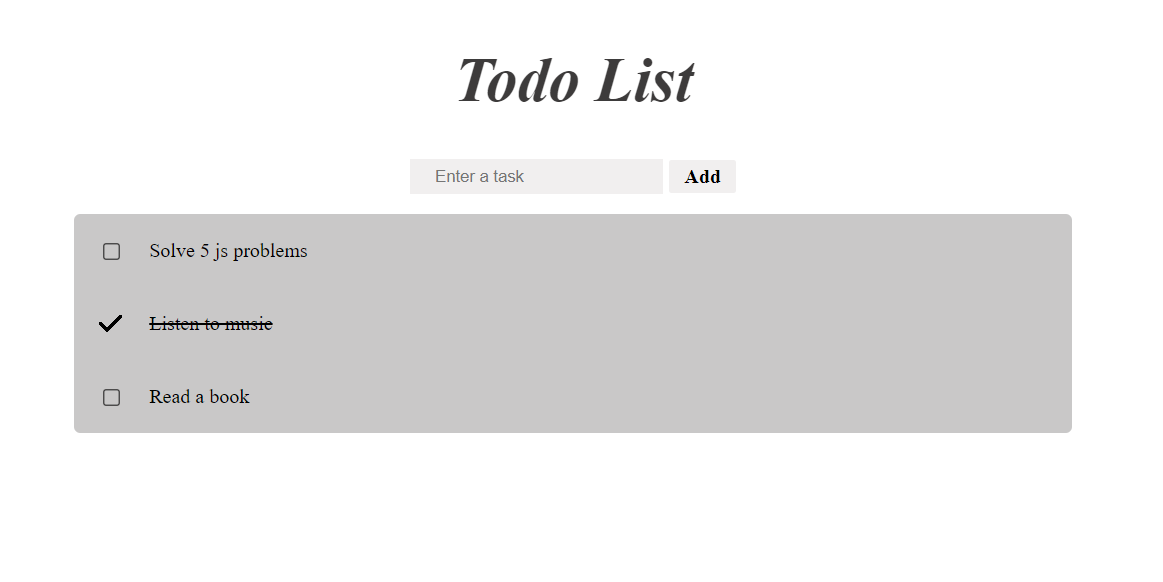 Todo List
Enter a task
Add
Solve 5 js problems
Listen to music
Read a book